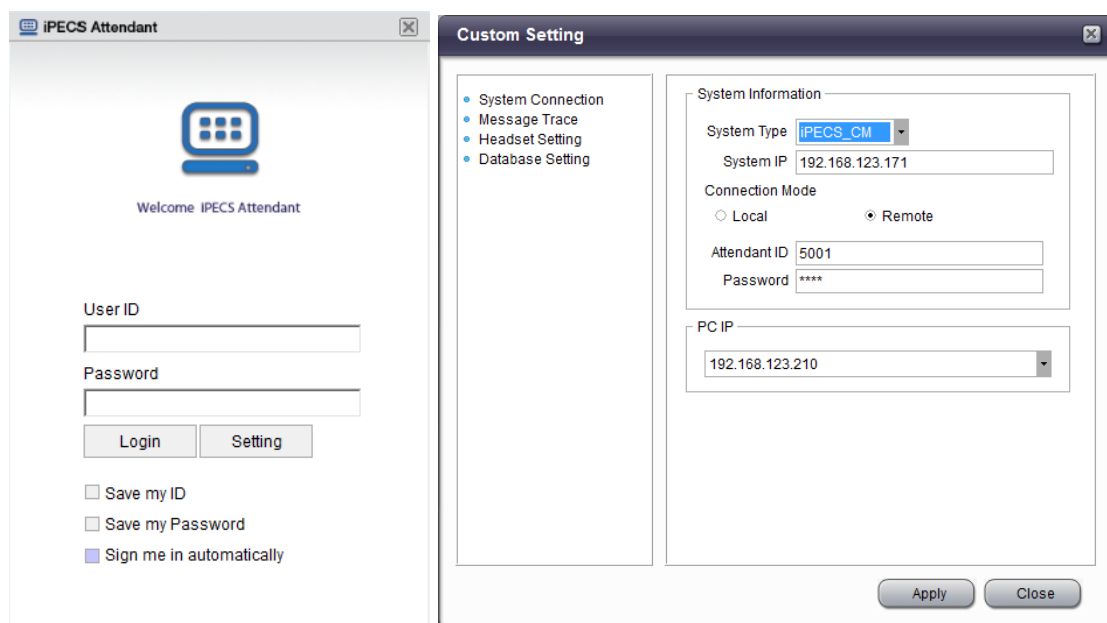 iPECS Attendant
Welcome iPECS Attendant
User ID
Password
Login Setting
Save my ID
Save my Password
Sign me in automatically
Custom Setting
System Connection
Message Trace
Headset Setting
Database Setting
System Information
System Type iPECS_CM
System IP 192.168.123.171
Connection Mode
Local Remote
Attendant ID 5001
Password ****
PC IP
192.168.123.210
Apply Close